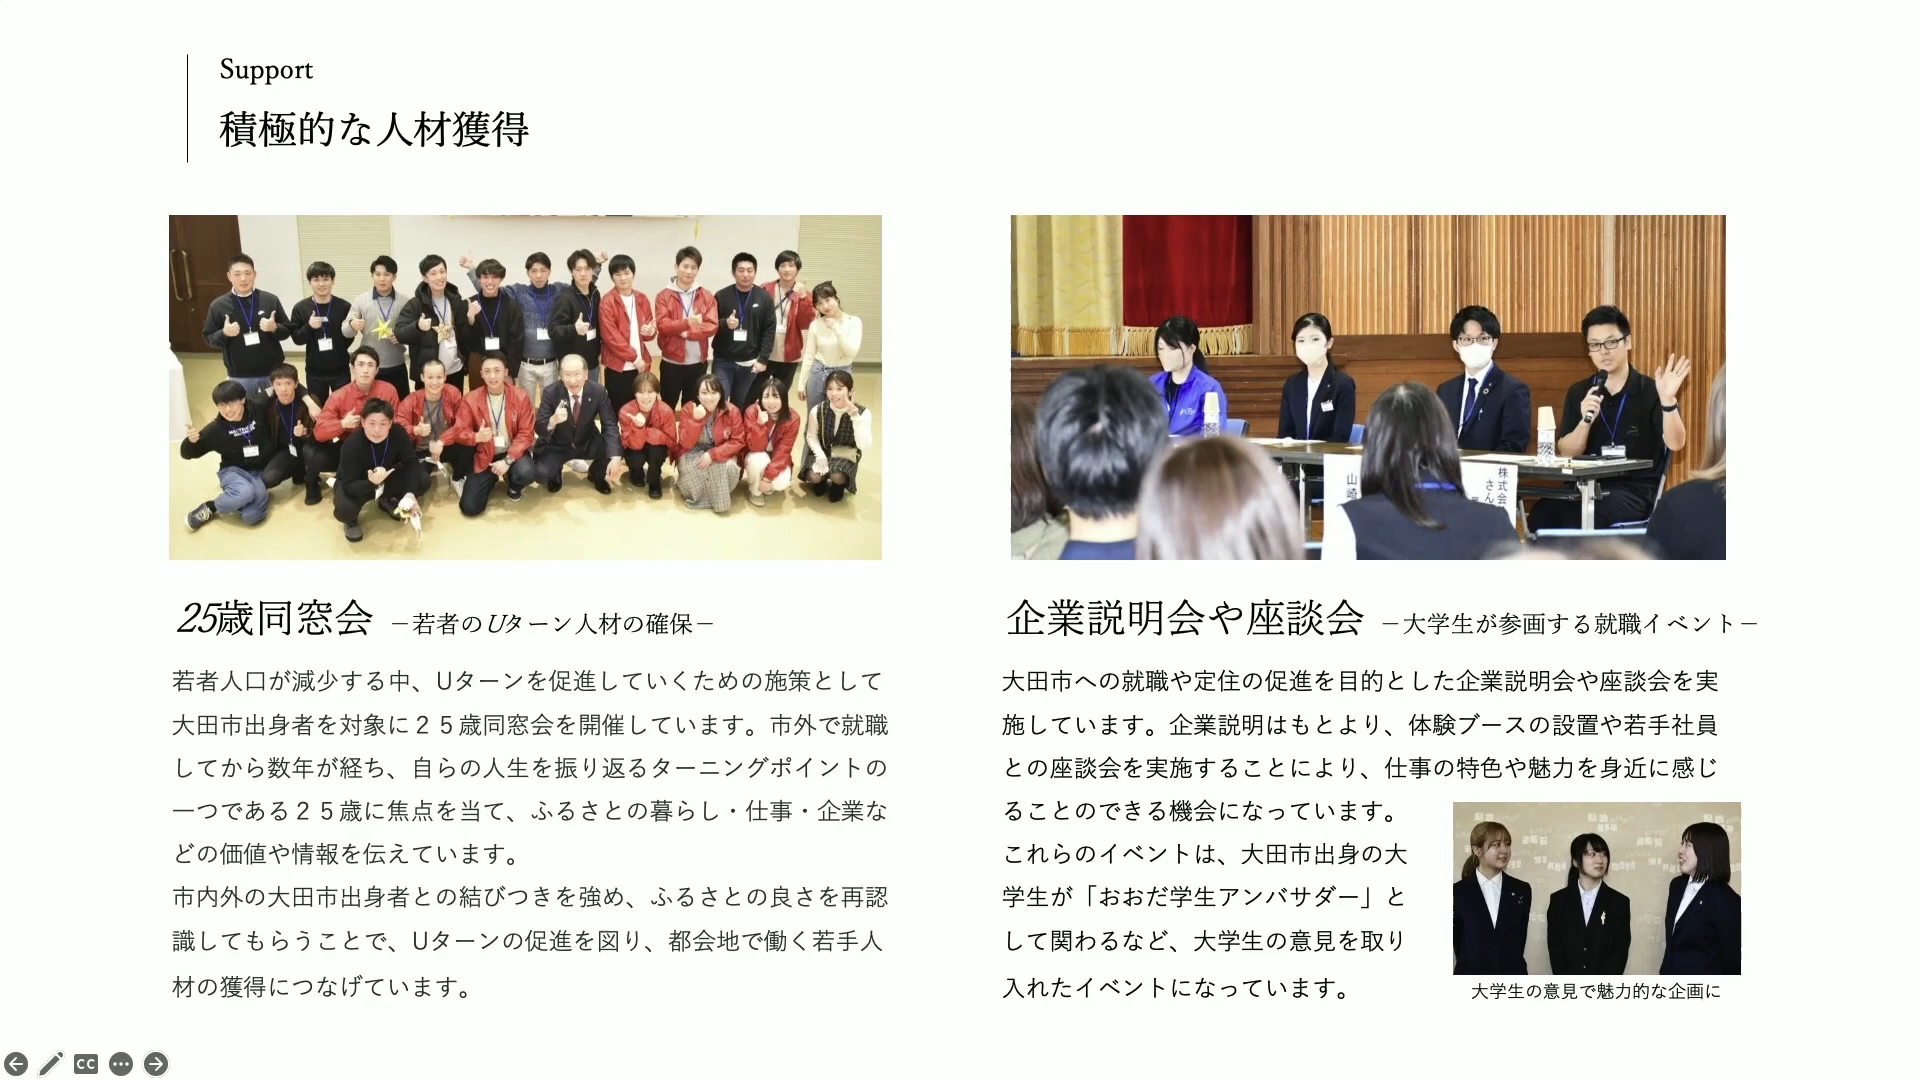 Support
積極的な人材獲得
25歳同窓会 －若者のUターン人材の確保－
若者人口が減少する中、Uターンを促進していくための施策として
大田市出身者を対象に２５歳同窓会を開催しています。市外で就職
してから数年が経ち、自らの人生を振り返るターニングポイントの
一つである２５歳に焦点を当て、ふるさとの暮らし・仕事・企業な
どの価値や情報を伝えています。
市内外の大田市出身者との結びつきを強め、ふるさとの良さを再認
識してもらうことで、Uターンの促進を図り、都会地で働く若手人
材の獲得につなげています。
山崎
株式会
さん
企業説明会や座談会 －大学生が参画する就職イベント－
大田市への就職や定住の促進を目的とした企業説明会や座談会を実
施しています。企業説明はもとより、体験ブースの設置や若手社員
との座談会を実施することにより、仕事の特色や魅力を身近に感じ
ることのできる機会になっています。
これらのイベントは、大田市出身の大
学生が「おおだ学生アンバサダー」と
して関わるなど、大学生の意見を取り
入れたイベントになっています。
大学生の意見で魅力的な企画に
CC